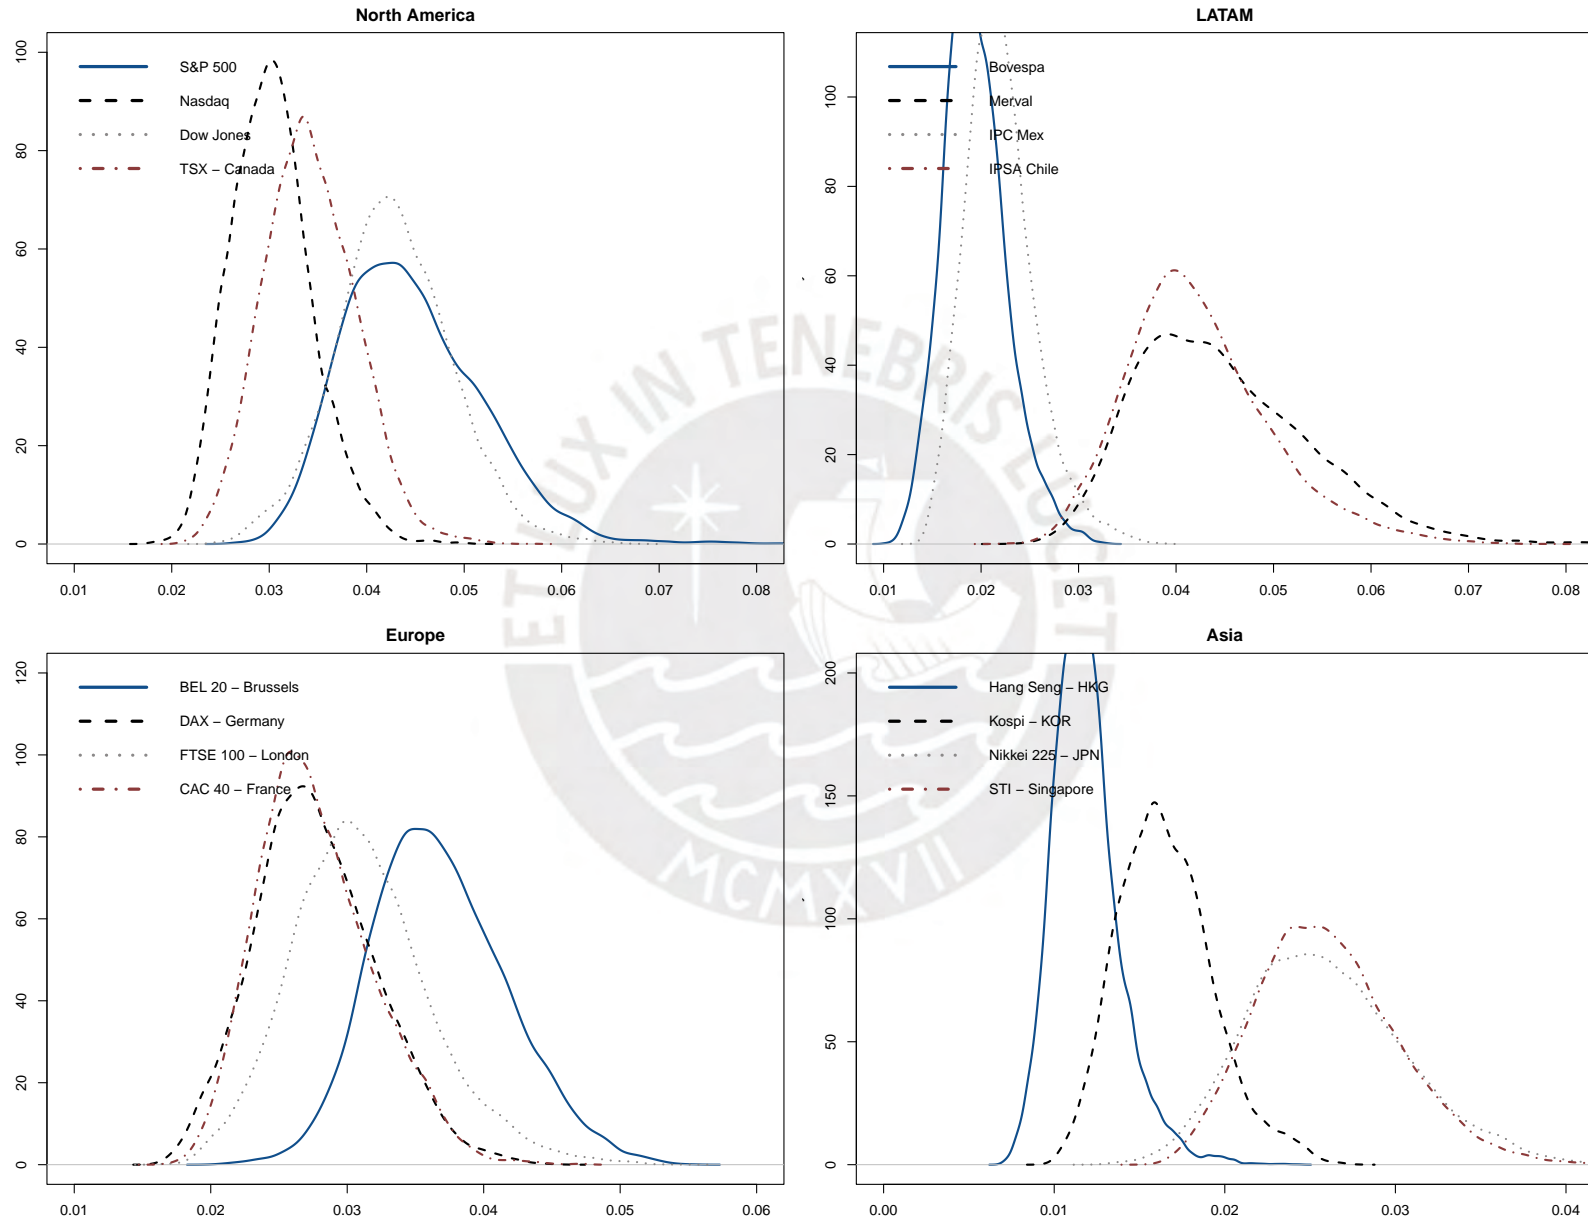 North America
100
80
60
40
20
0
S&P 500
Nasdaq
Dow Jones
TSX – Canada
0.01 0.02 0.03 0.04 0.05 0.06 0.07 0.08
LATAM
100
80
60
40
20
0
Bovespa
Merval
IPC Mex
IPSA Chile
0.01 0.02 0.03 0.04 0.05 0.06 0.07 0.08
Europe
120
100
80
60
40
20
0
BEL 20 – Brussels
DAX – Germany
FTSE 100 – London
CAC 40 – France
0.01 0.02 0.03 0.04 0.05 0.06
Asia
200
150
100
50
0
Hang Seng – HKG
Kospi – KOR
Nikkei 225 – JPN
STI – Singapore
0.00 0.01 0.02 0.03 0.04
ET LUX IN TENEBRIS LUCET
MCMXVII